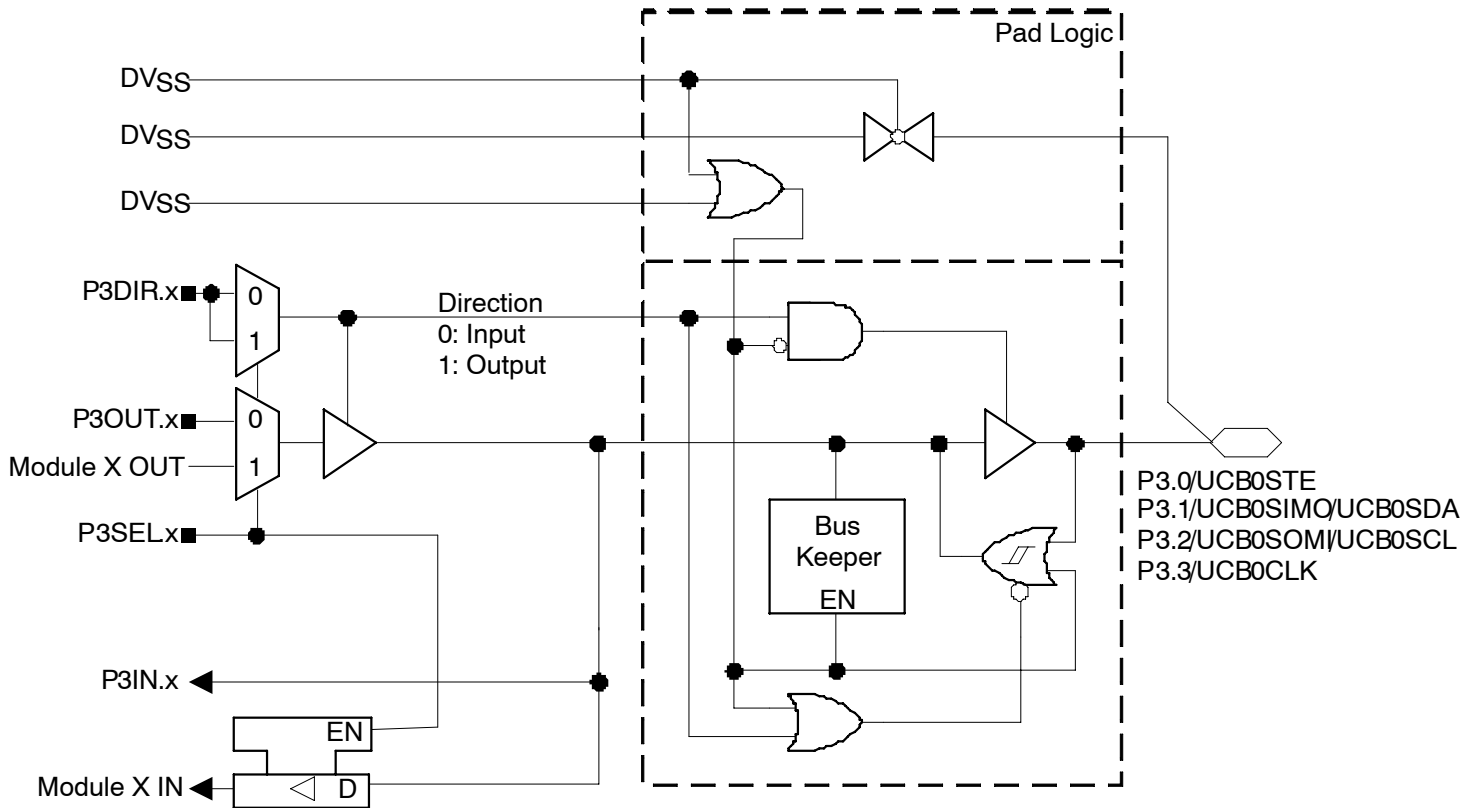 Pad Logic
DVSS
DVSS
DVSS
P3DIR.x
0
1
Direction
0: Input
1: Output
P3OUT.x
0
Module X OUT
1
P3SEL.x
P3.0/UCB0STE
P3.1/UCB0SIMO/UCB0SDA
P3.2/UCB0SOMI/UCB0SCL
P3.3/UCB0CLK
Bus
Keeper
EN
P3IN.x
EN
Module X IN
D